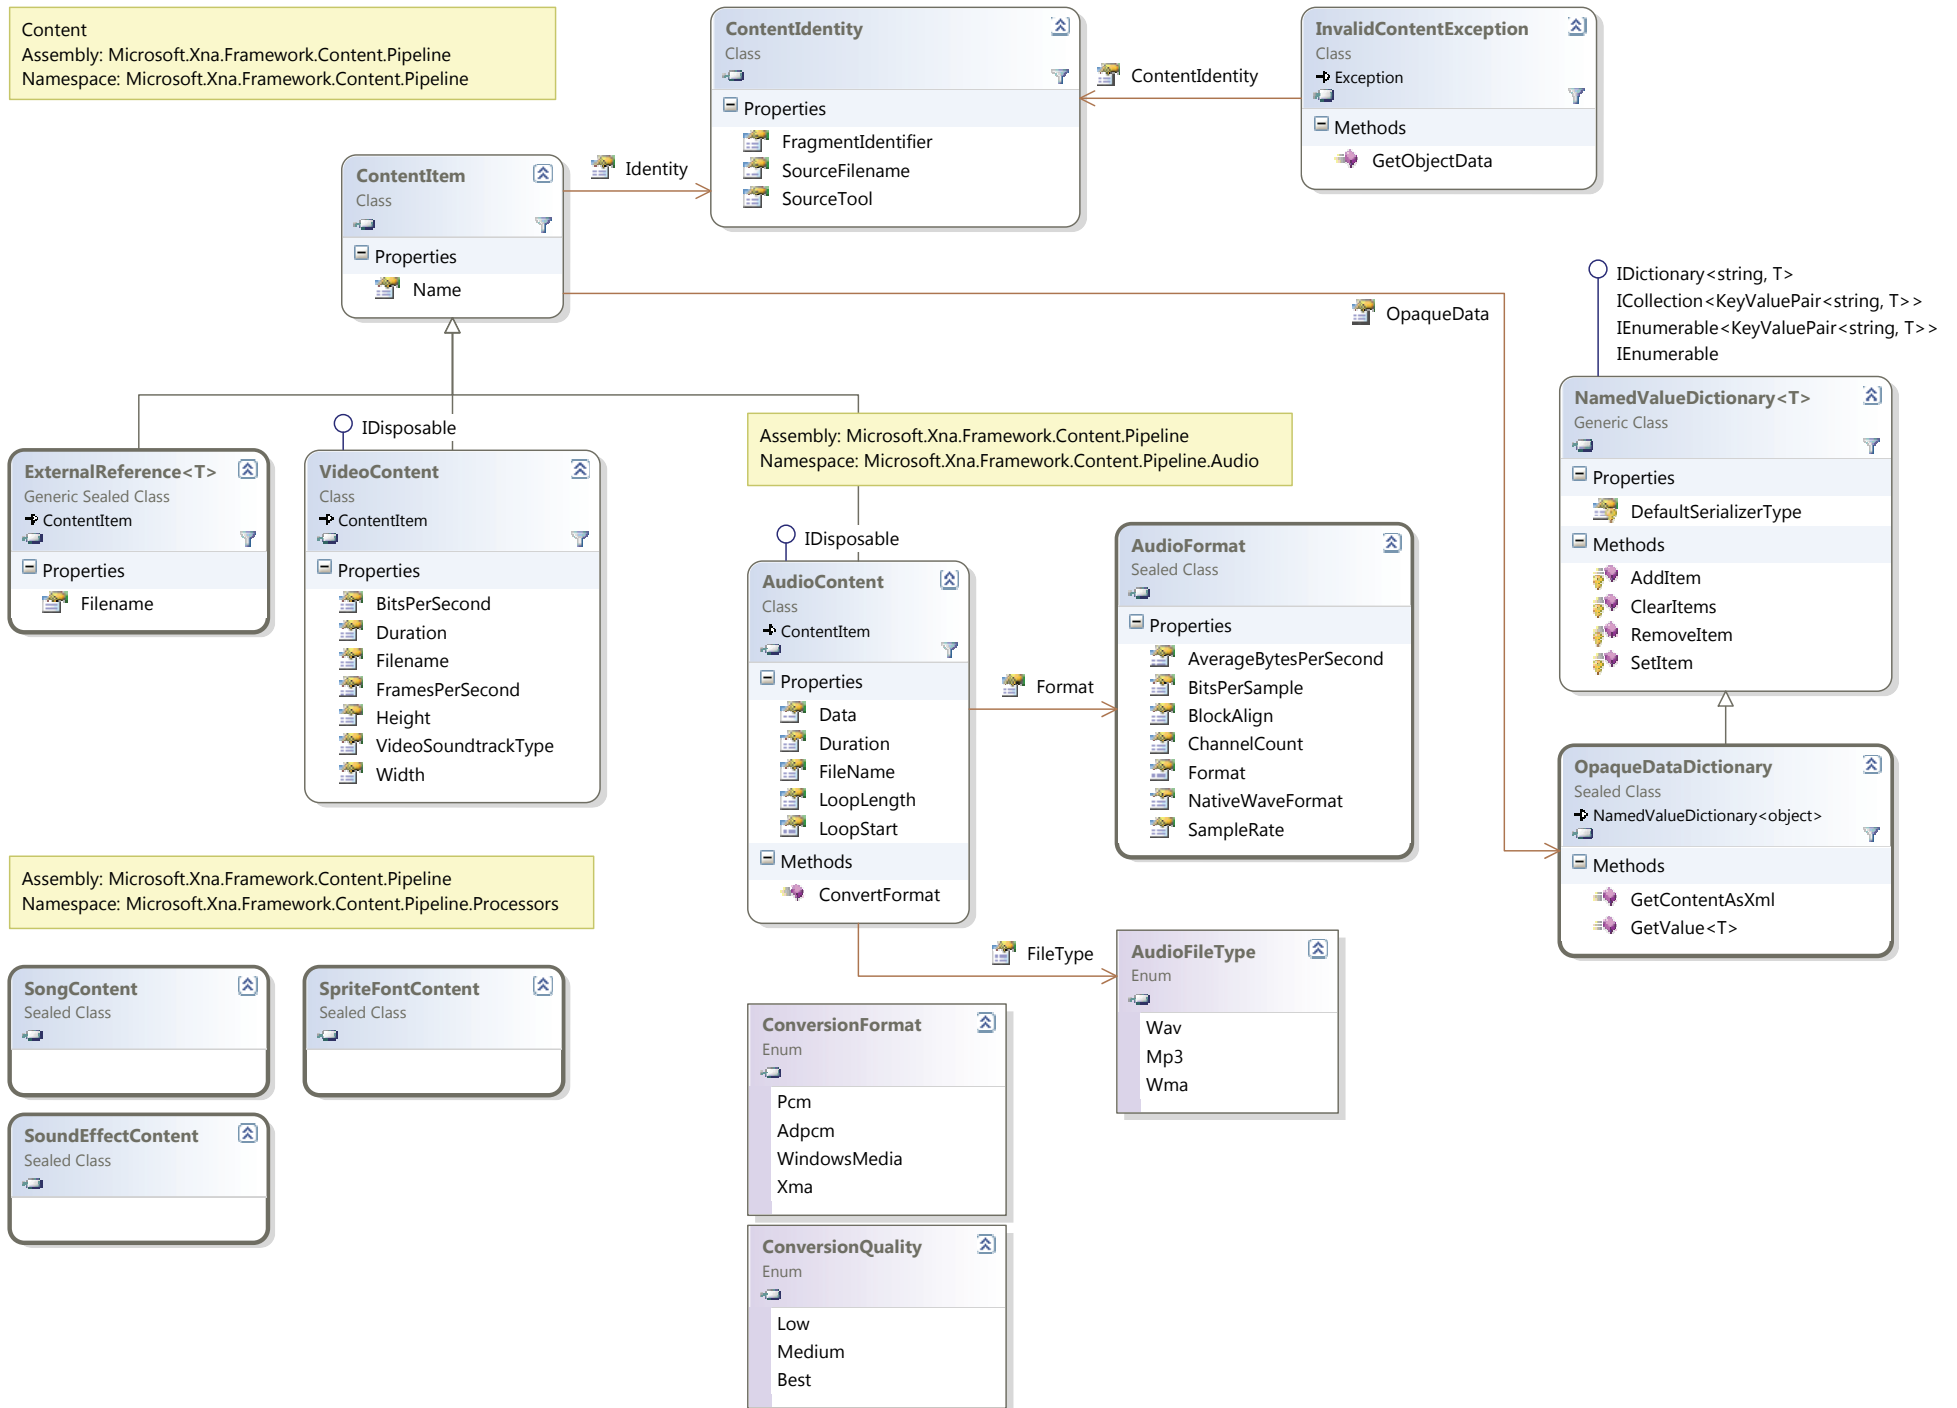 Content
Assembly: Microsoft.Xna.Framework.Content.Pipeline
Namespace: Microsoft.Xna.Framework.Content.Pipeline
ContentIdentity
Class
Properties
FragmentIdentifier
SourceFilename
SourceTool
ContentIdentity
InvalidContentException
Class
Exception
Methods
GetObjectData
ContentItem
Class
Properties
Name
Identity
OpaqueData
IDictionary<string, T>
ICollection<KeyValuePair<string, T>>
IEnumerable<KeyValuePair<string, T>>
IEnumerable
NamedValueDictionary<T>
Generic Class
Properties
DefaultSerializerType
Methods
AddItem
ClearItems
RemoveItem
SetItem
ExternalReference<T>
Generic Sealed Class
ContentItem
Properties
Filename
IDisposable
VideoContent
Class
ContentItem
Properties
BitsPerSecond
Duration
Filename
FramesPerSecond
Height
VideoSoundtrackType
Width
Assembly: Microsoft.Xna.Framework.Content.Pipeline
Namespace: Microsoft.Xna.Framework.Content.Pipeline.Audio
IDisposable
AudioContent
Class
ContentItem
Properties
Data
Duration
FileName
LoopLength
LoopStart
Methods
ConvertFormat
Format
AudioFormat
Sealed Class
Properties
AverageBytesPerSecond
BitsPerSample
BlockAlign
ChannelCount
Format
NativeWaveFormat
SampleRate
OpaqueDataDictionary
Sealed Class
NamedValueDictionary<object>
Methods
GetContentAsXml
GetValue<T>
Assembly: Microsoft.Xna.Framework.Content.Pipeline
Namespace: Microsoft.Xna.Framework.Content.Pipeline.Processors
SongContent
Sealed Class
SpriteFontContent
Sealed Class
SoundEffectContent
Sealed Class
FileType
AudioFileType
Enum
Wav
Mp3
Wma
ConversionFormat
Enum
Pcm
Adpcm
WindowsMedia
Xma
ConversionQuality
Enum
Low
Medium
Best